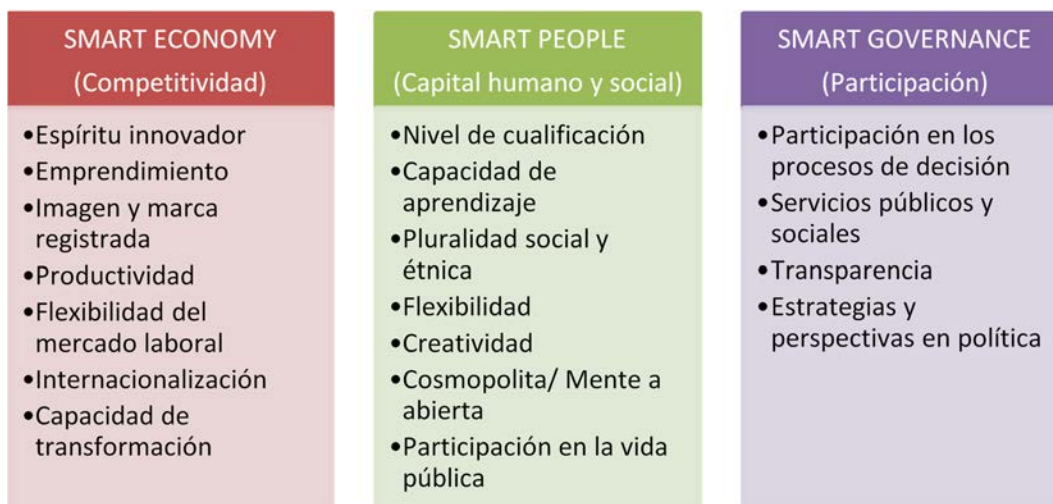 SMART ECONOMY
(Competitividad)
•Espíritu innovador
•Emprendimiento
•Imagen y marca
registrada
•Productividad
•Flexibilidad del
mercado laboral
•Internacionalización
•Capacidad de
transformación
SMART PEOPLE
(Capital humano y social)
•Nivel de cualificación
•Capacidad de
aprendizaje
•Pluralidad social y
étnica
•Flexibilidad
•Creatividad
•Cosmopolita/ Mente a
abierta
•Participación en la vida
pública
SMART GOVERNANCE
(Participación)
•Participación en los
procesos de decisión
•Servicios públicos y
sociales
•Transparencia
•Estrategias y
perspectivas en política